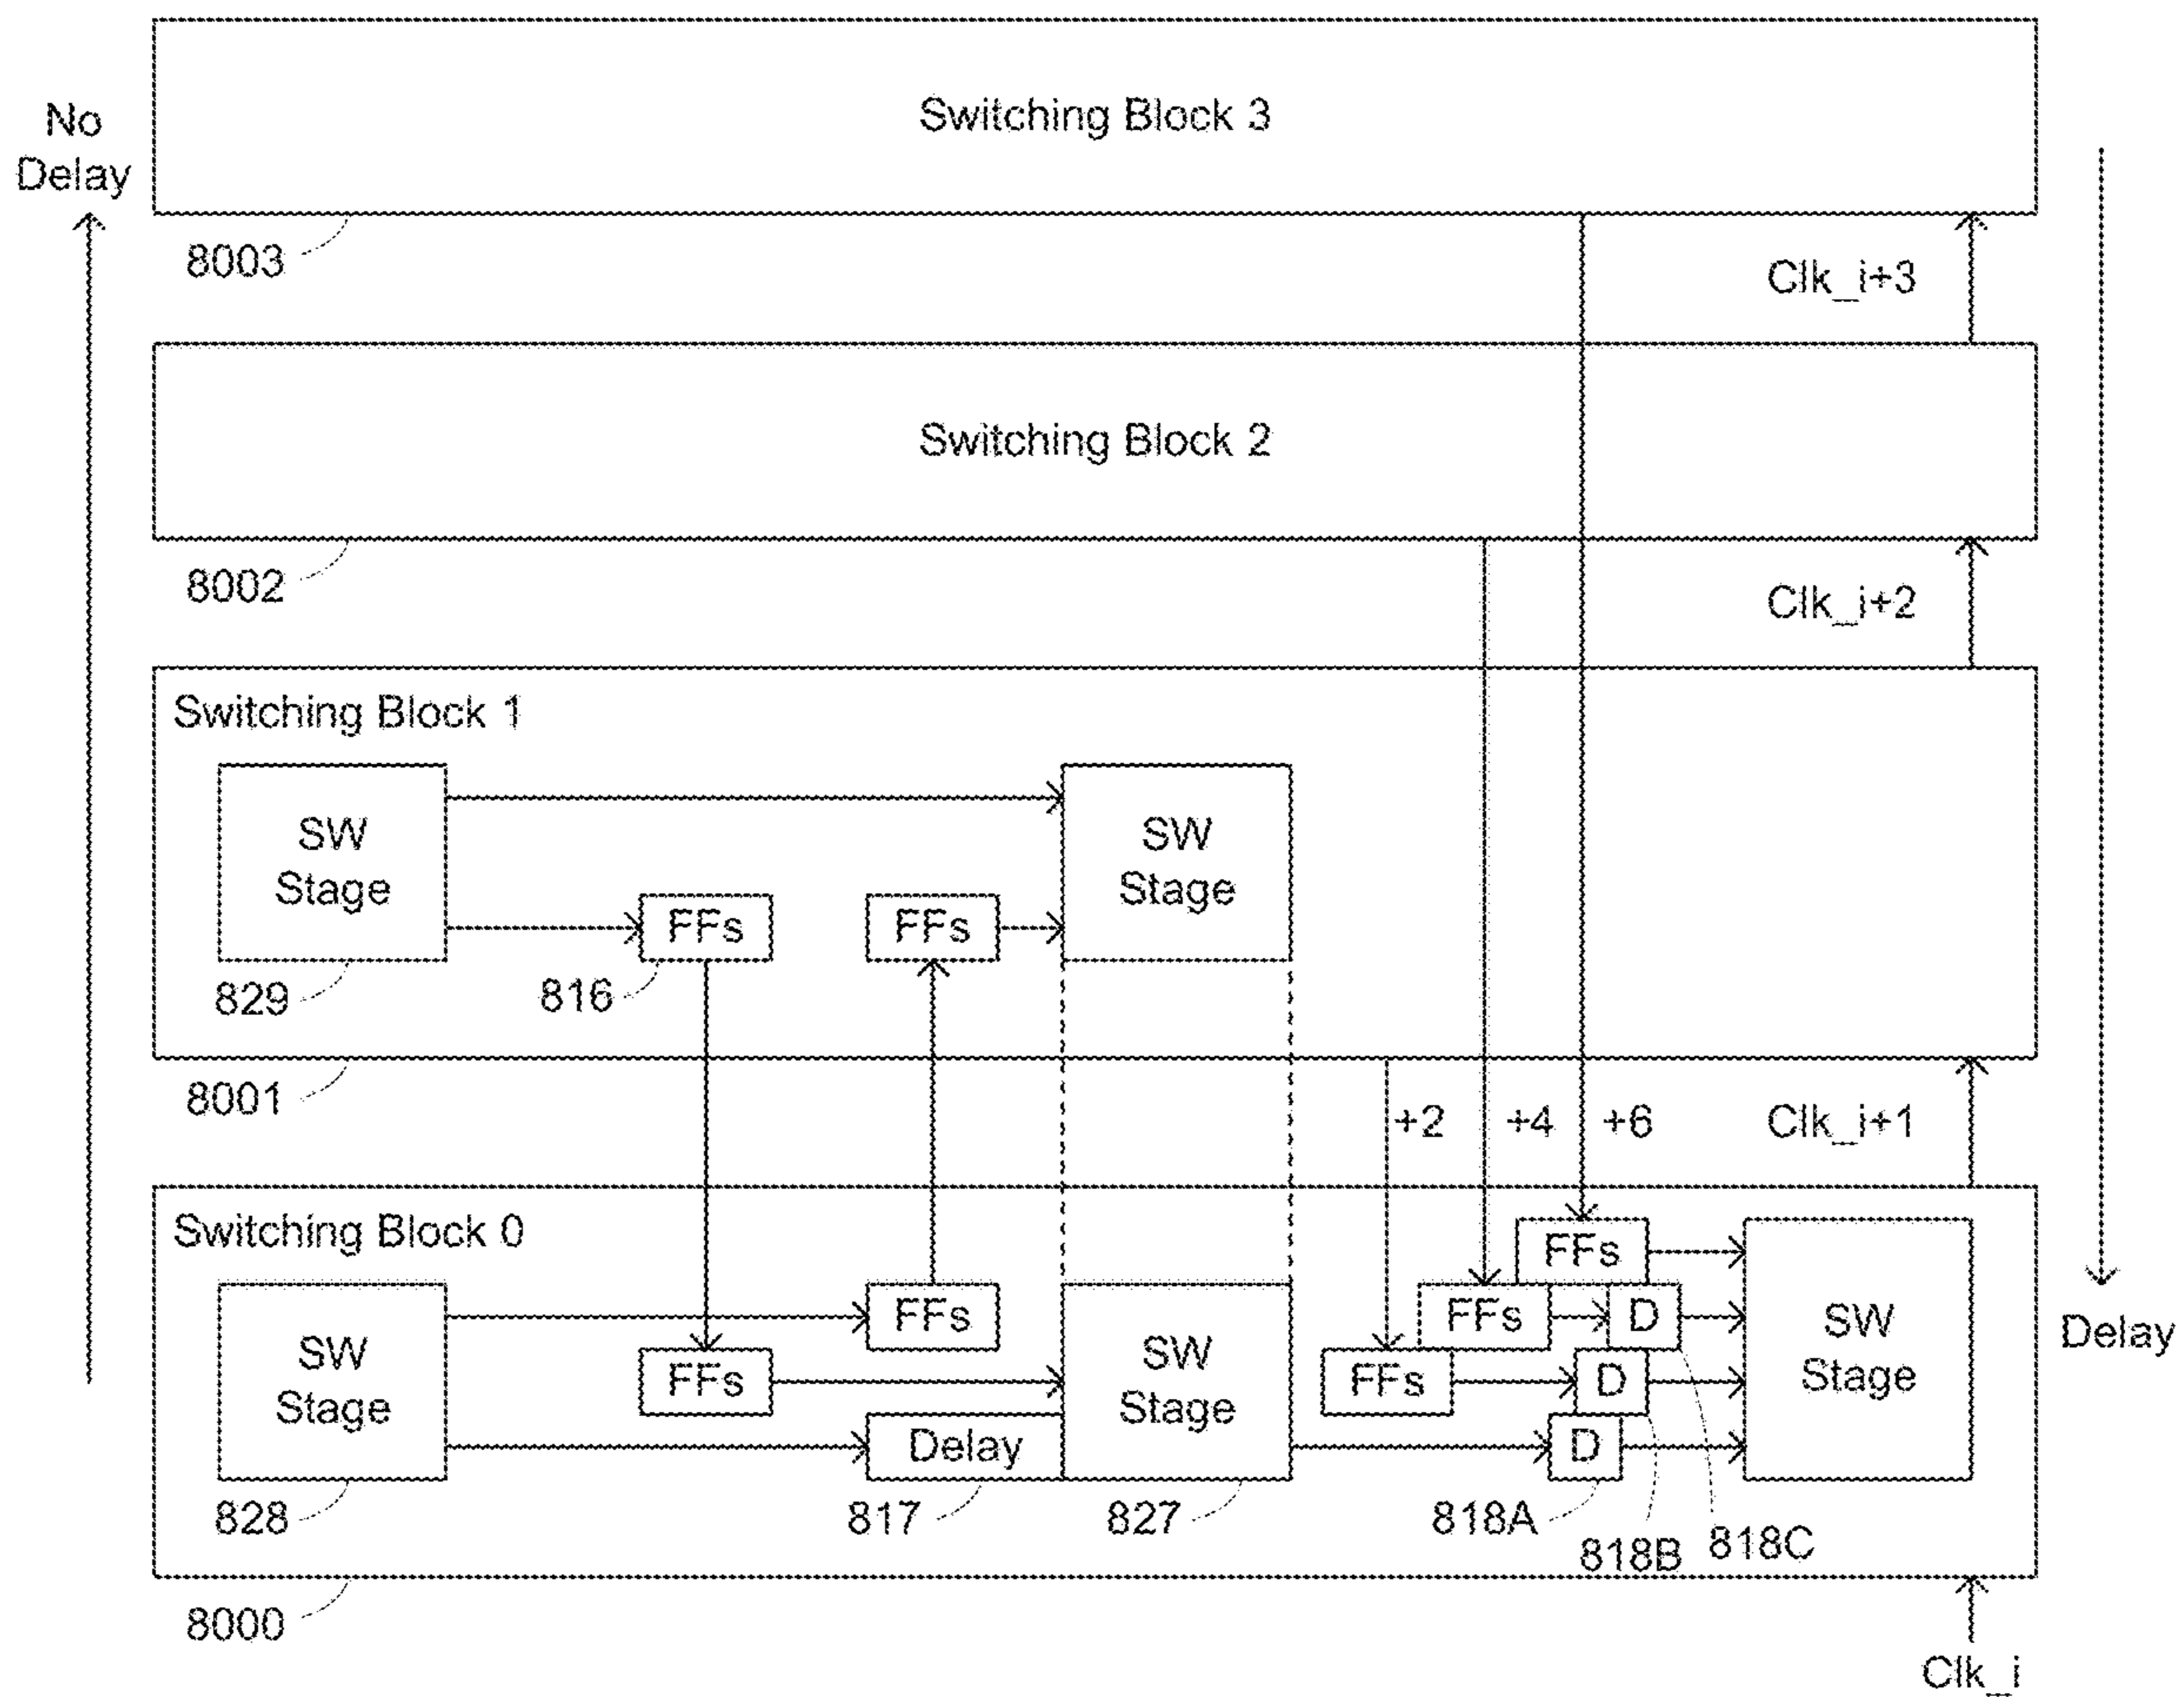 Switching Block 3
No
Delay
8003
Clk_i+3
Switching Block 2
8002
Clk_i+2
Switching Block 1
SW
Stage
SW
Stage
FFs
FFs
829
816
8001
+2
+4
+6
Clk_i+1
Switching Block 0
FFs
SW
Stage
FFs
SW
Stage
FFs
D
SW
Stage
Delay
FFs
FFs
D
Delay
D
828
817
827
818A
818B
818C
8000
Clk_i